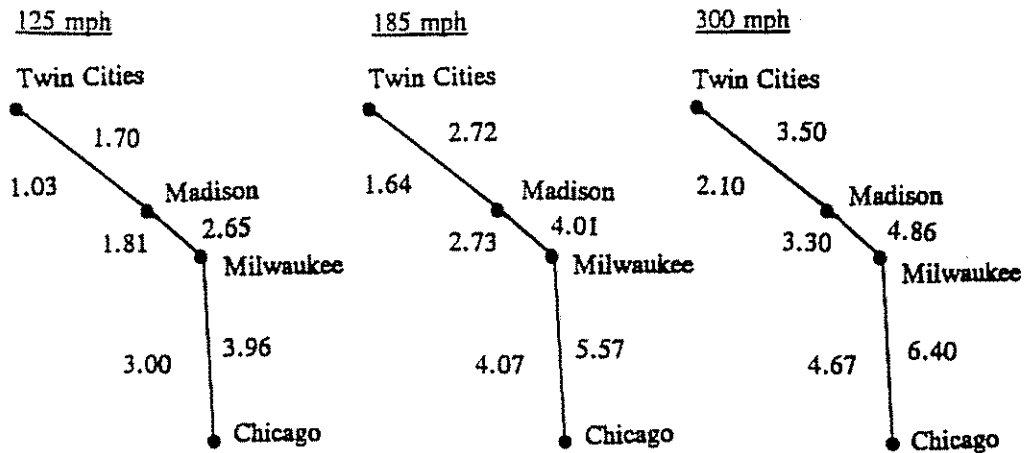 125 mph
185 mph
300 mph
Twin Cities
Twin Cities
Twin Cities
1.70
2.72
3.50
1.03
1.64
2.10
Madison
Madison
Madison
1.81
2.65
2.73
4.01
3.30
4.86
Milwaukee
Milwaukee
Milwaukee
3.00
3.96
4.07
5.57
4.67
6.40
Chicago
Chicago
Chicago